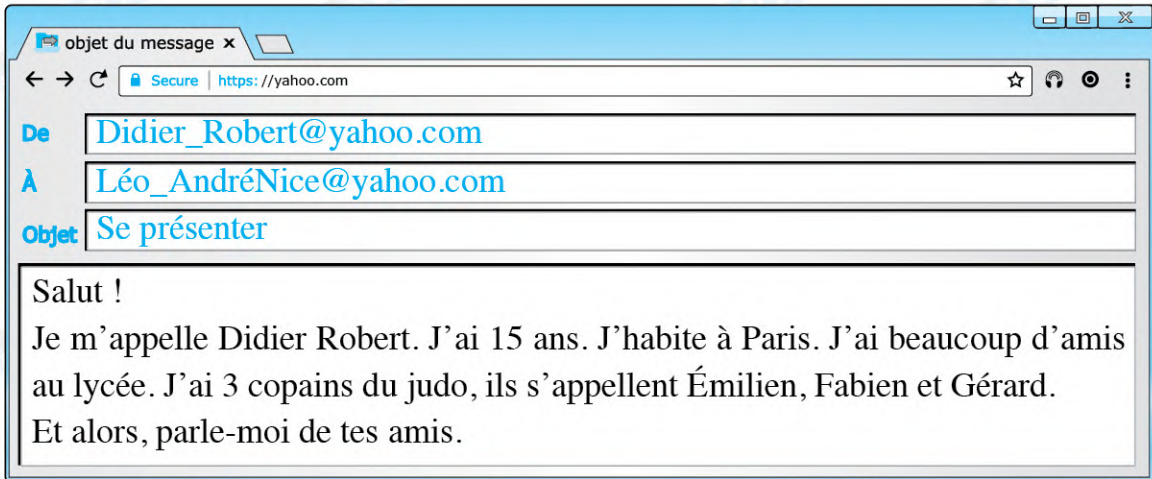 objet du message x
Secure | https://yahoo.com
De Didier_Robert@yahoo.com
À Léo_AndréNice@yahoo.com
Objet Se présenter
Salut !
Je m’appelle Didier Robert. J’ai 15 ans. J’habite à Paris. J’ai beaucoup d’amis
au lycée. J’ai 3 copains du judo, ils s’appellent Émilien, Fabien et Gérard.
Et alors, parle-moi de tes amis.